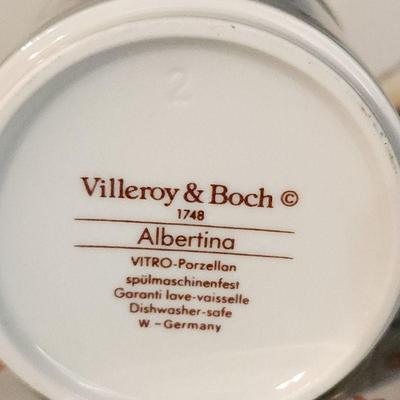 2
Villeroy & Boch ©
1748
Albertina
VITRO-Porzellan
spülmaschinenfest
Garanti lave-vaisselle
Dishwasher-safe
W-Germany